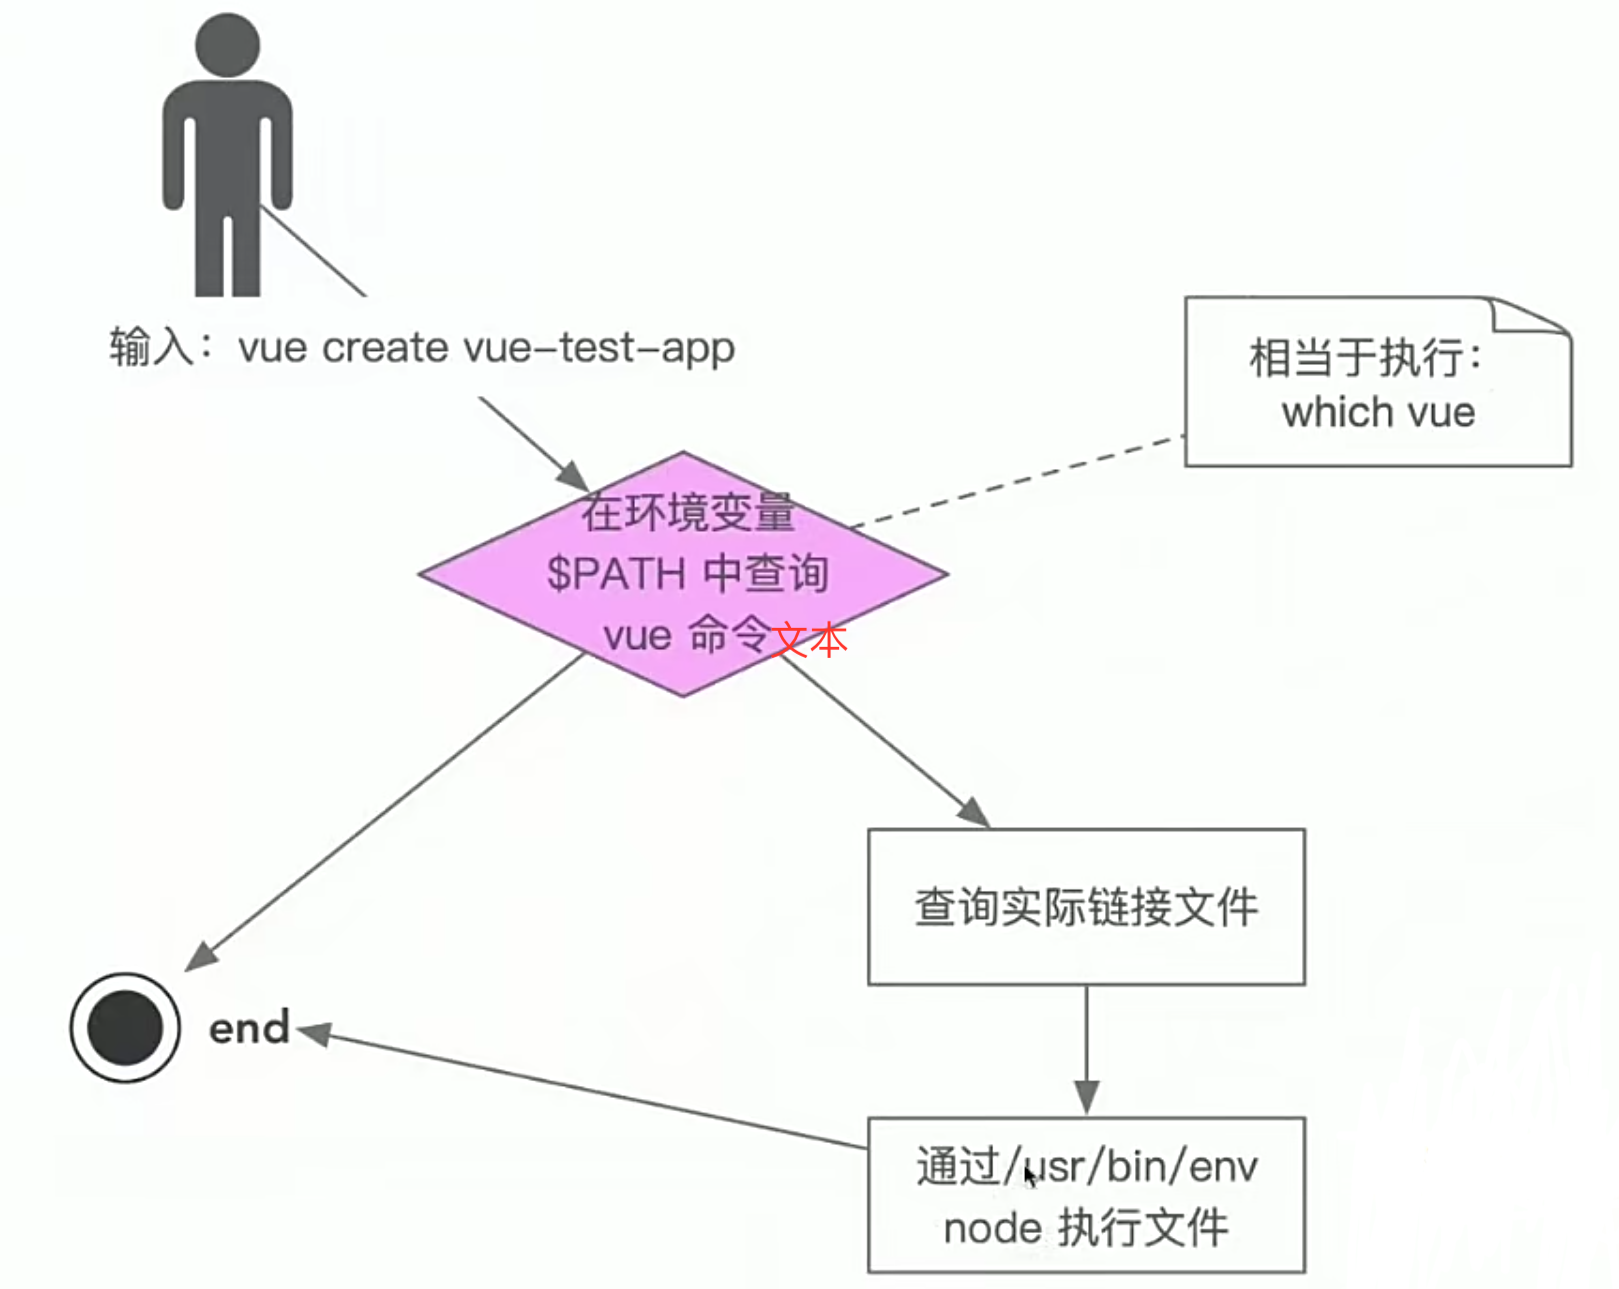 输入：vue create vue-test-app
相当于执行：
which vue
在环境变量
$PATH 中查询
vue 命令文本
查询实际链接文件
end
通过/usr/bin/env
node 执行文件